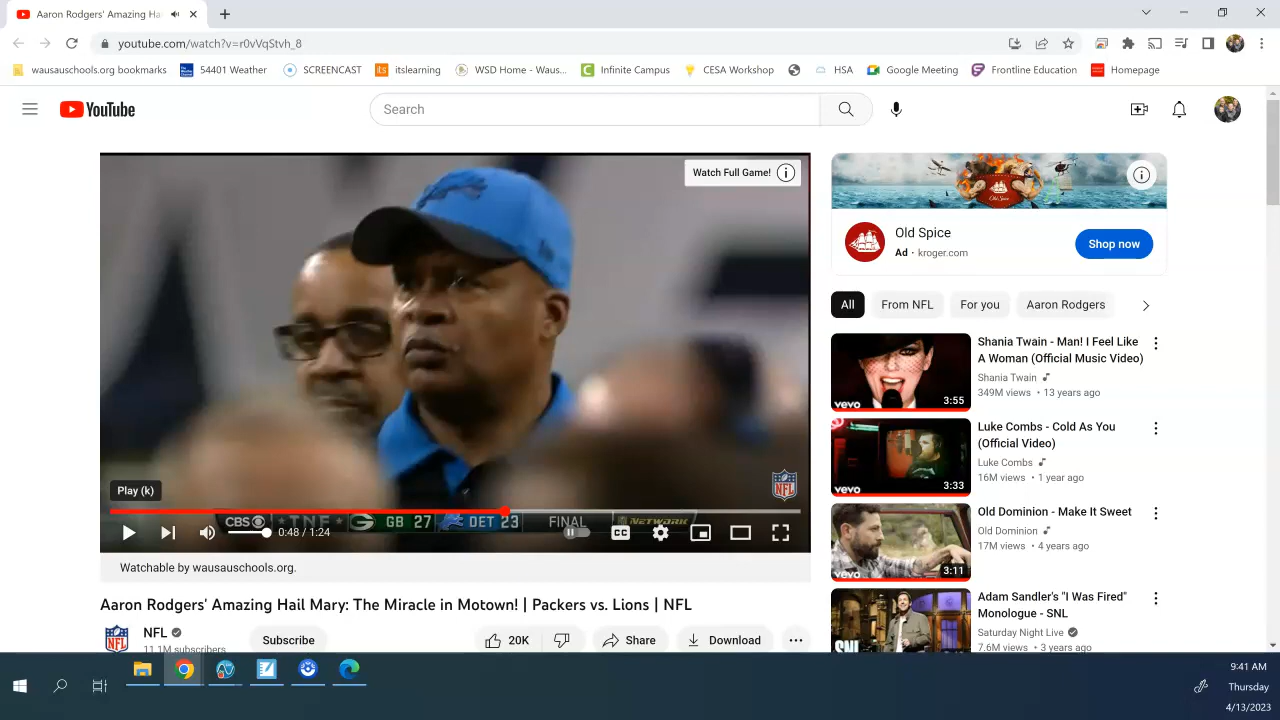 Aaron Rodgers' Amazing Ha
youtube.com/watch?v=r0vVqStvh_8
wausauschools.org bookmarks
54401 Weather
SCREENCAST
its
itslearning
WSD Home - Waus...
Infinite Campus
CESA Workshop
HSA
Google Meeting
Frontline Education
Homepage
YouTube
Search
Watch Full Game!
Play (k)
CBS
TNF
GB 27
DET 23
FINAL
NETWORK
NFL
0:48 / 1:24
CC
Watchable by wausauschools.org.
Aaron Rodgers' Amazing Hail Mary: The Miracle in Motown! | Packers vs. Lions | NFL
NFL
11.1M subscribers
Subscribe
20K
Share
Download
Old Spice
Old Spice
Ad · kroger.com
Shop now
All
From NFL
For you
Aaron Rodgers
vevo
3:55
Shania Twain - Man! I Feel Like
A Woman (Official Music Video)
Shania Twain
349M views • 13 years ago
vevo
3:33
Luke Combs - Cold As You
(Official Video)
Luke Combs
16M views • 1 year ago
vevo
3:11
Old Dominion - Make It Sweet
Old Dominion
17M views • 4 years ago
SNL
Adam Sandler's "I Was Fired"
Monologue - SNL
Saturday Night Live
7.6M views • 3 years ago
9:41 AM
Thursday
4/13/2023